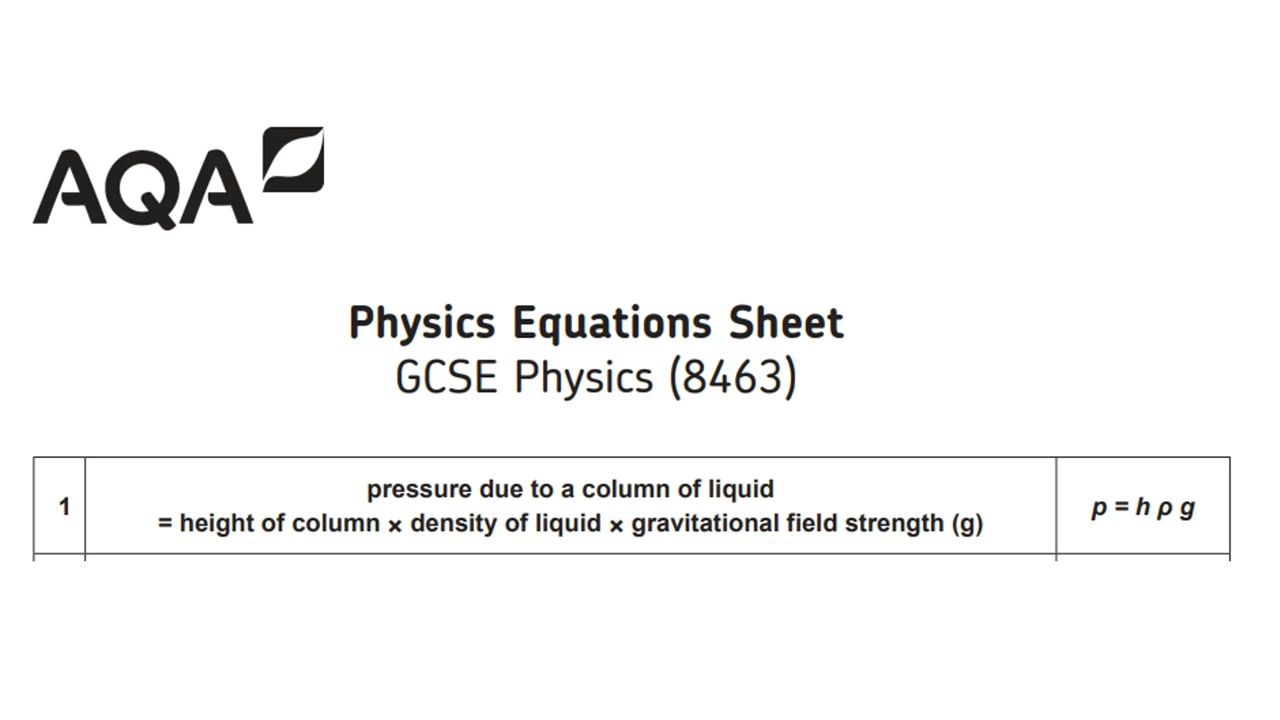 AQA
Physics Equations Sheet
GCSE Physics (8463)
1
pressure due to a column of liquid
= height of column × density of liquid × gravitational field strength (g)
p = h ρ g